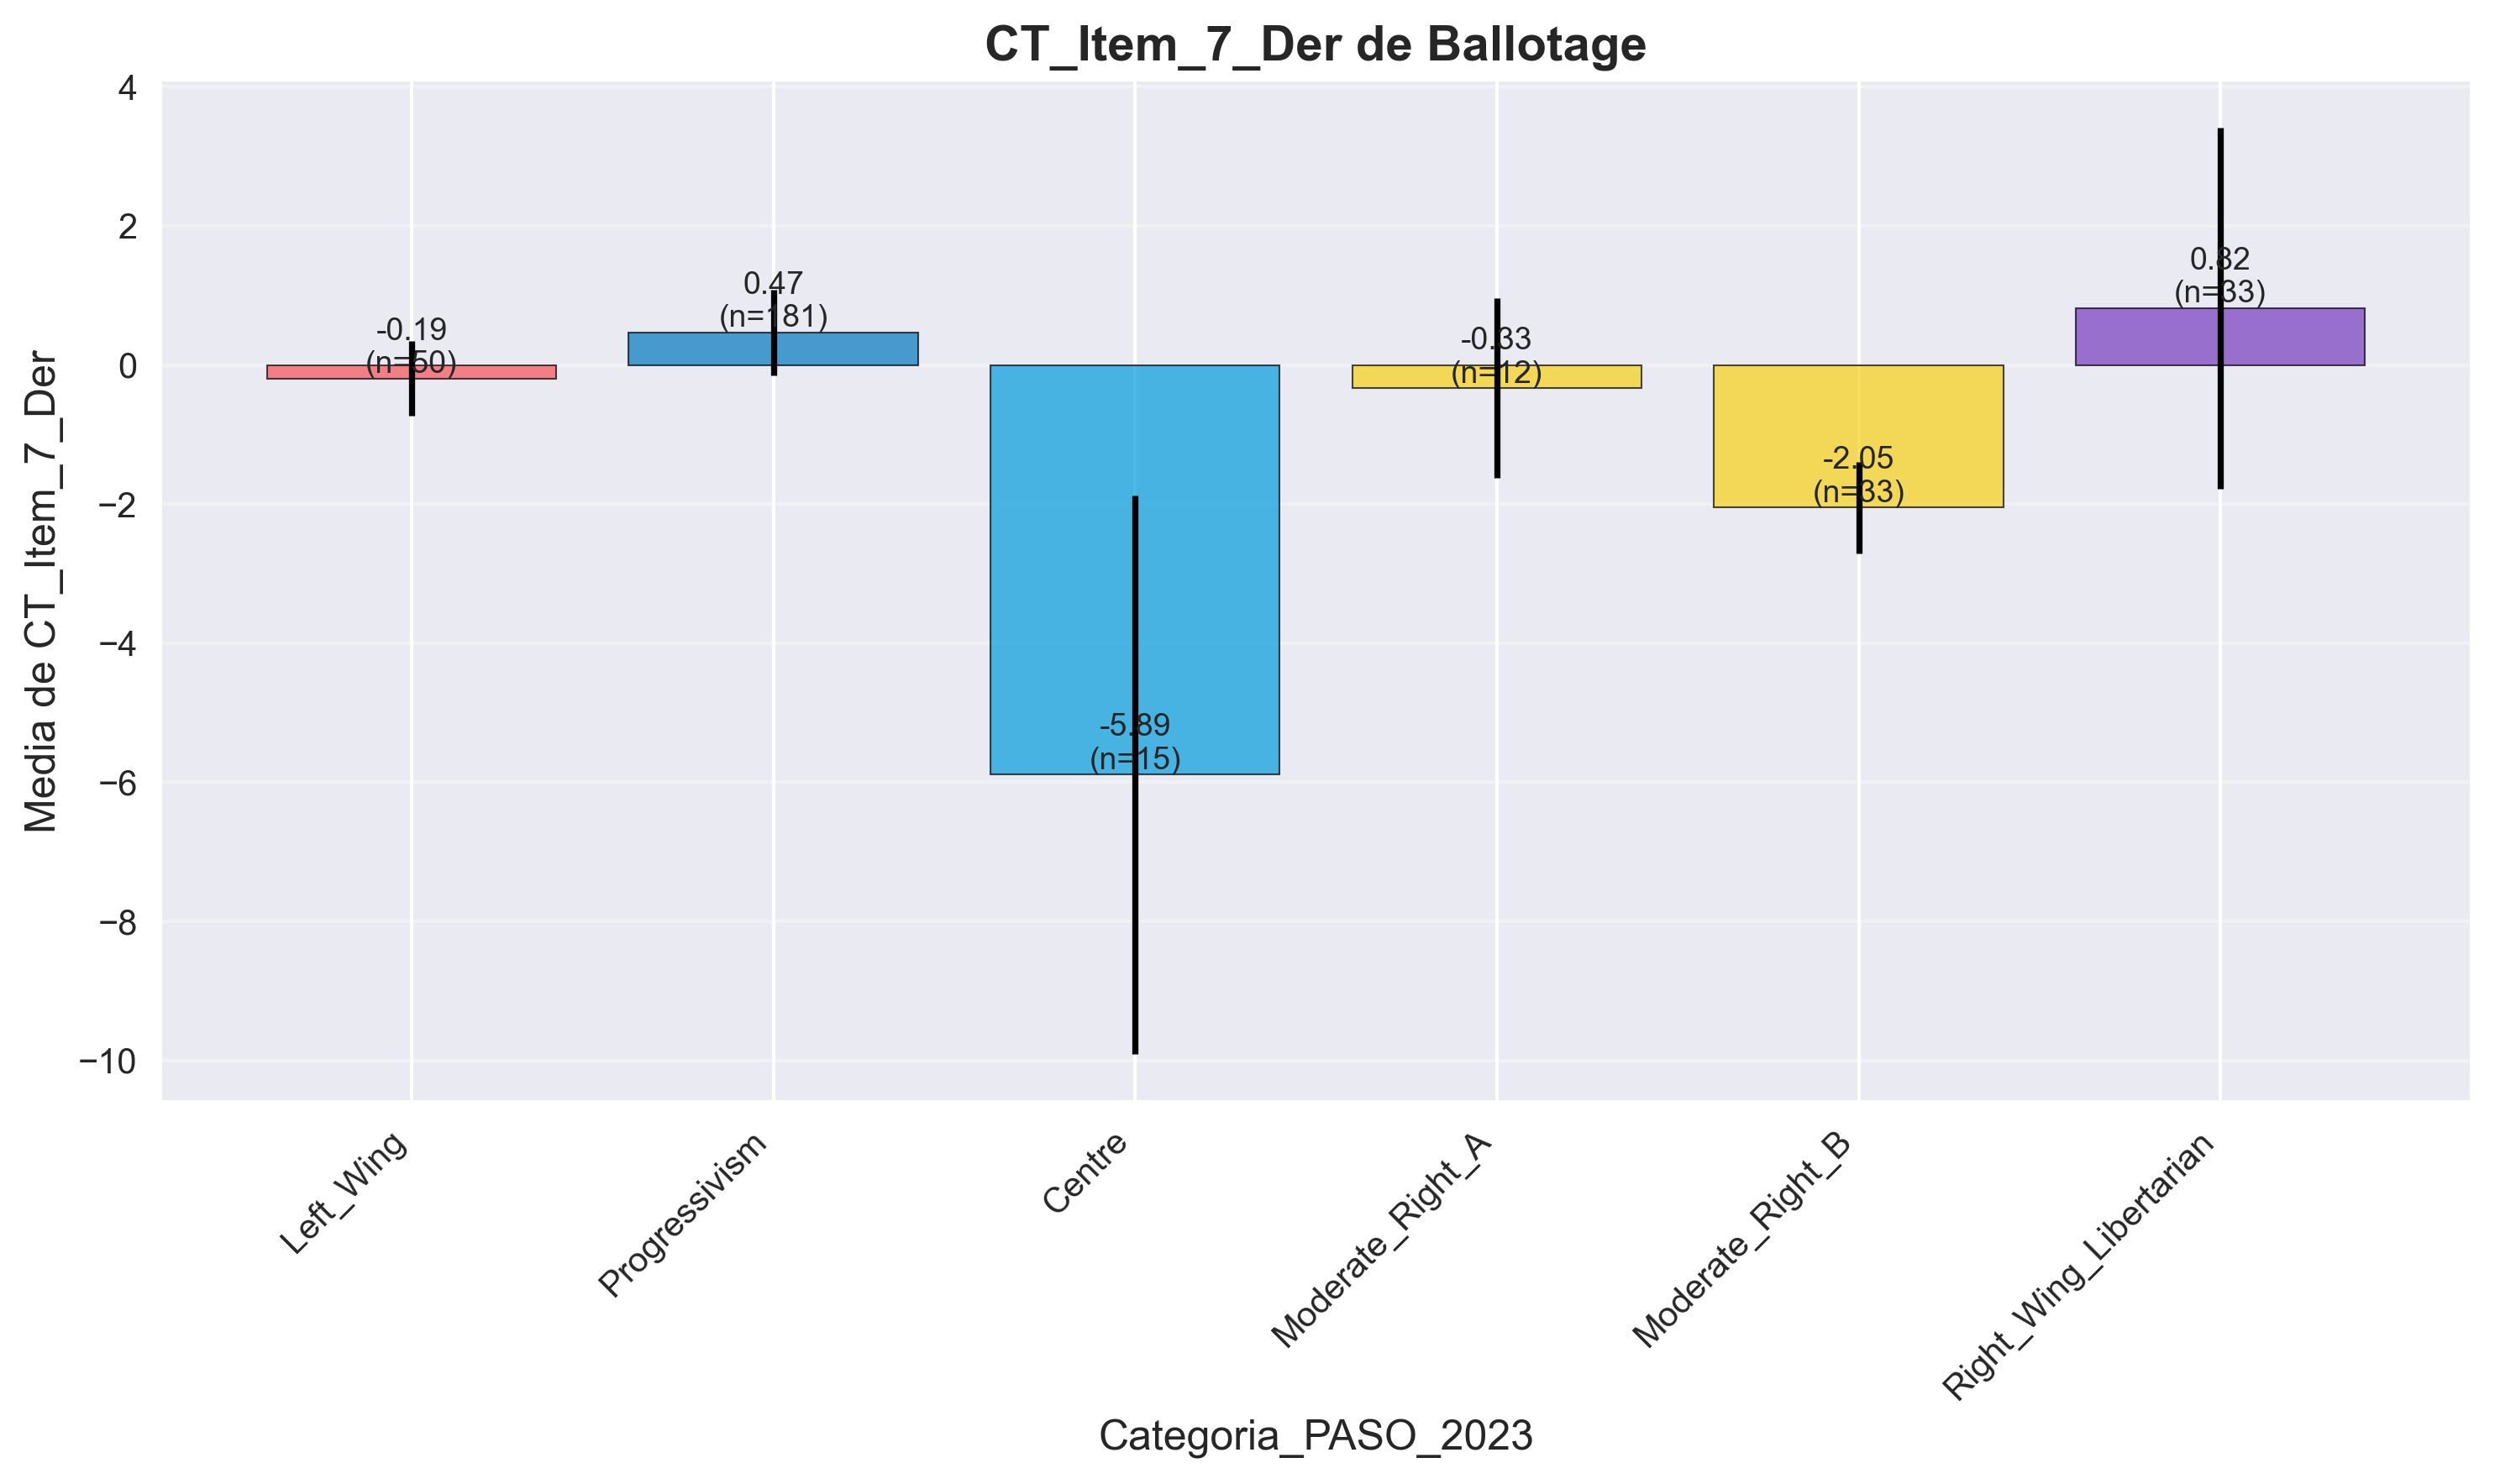 CT_Item_7_Der de Ballotage
Media de CT_Item_7_Der
4
2
0
−2
−4
−6
−8
−10
-0.19
(n=50)
0.47
(n=181)
-5.89
(n=15)
-0.33
(n=12)
-2.05
(n=33)
0.82
(n=33)
Left_Wing
Progressivism
Centre
Moderate_Right_A
Moderate_Right_B
Right_Wing_Libertarian
Categoria_PASO_2023